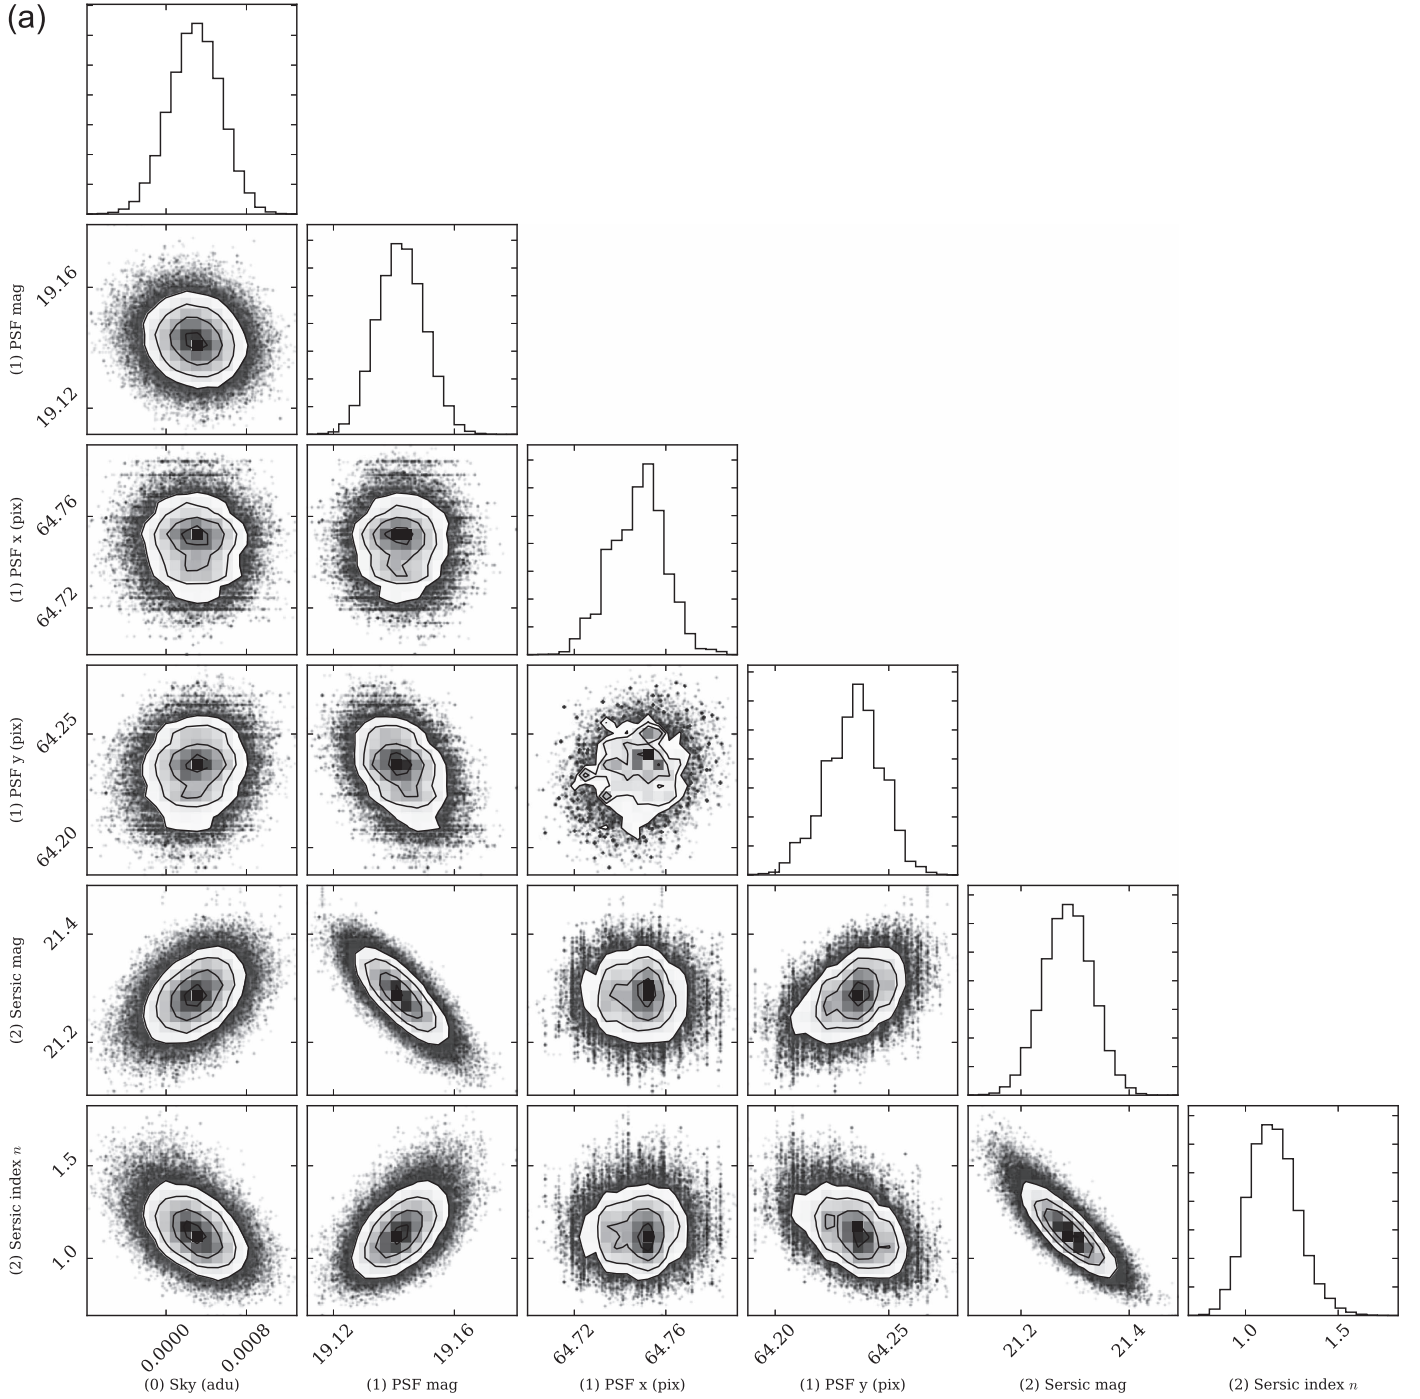 (a)
(1) PSF mag
19.16
19.12
(1) PSF x (pix)
64.76
64.72
(1) PSF y (pix)
64.25
64.20
(2) Sersic mag
21.4
21.2
(2) Sersic index n
1.5
1.0
0.0000 0.0008 19.12 19.16 64.72 64.76 64.20 64.25 21.2 21.4 1.0 1.5
(0) Sky (adu) (1) PSF mag (1) PSF x (pix) (1) PSF y (pix) (2) Sersic mag (2) Sersic index n